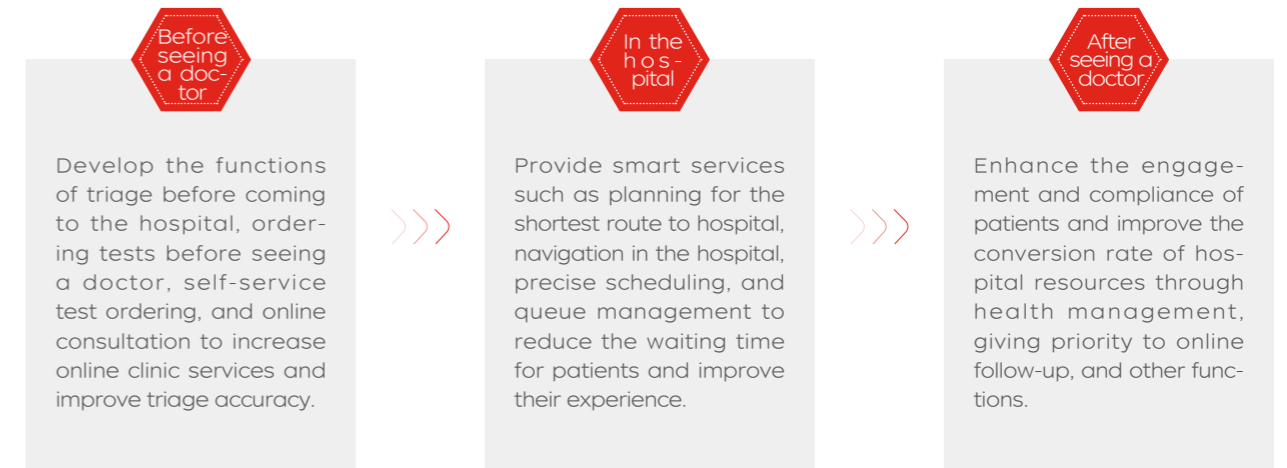 Before
seeing
a doc-
tor
Develop the functions
of triage before coming
to the hospital, order-
ing tests before seeing
a doctor, self-service
test ordering, and online
consultation to increase
online clinic services and
improve triage accuracy.
In the
hos-
pital
Provide smart services
such as planning for the
shortest route to hospital,
navigation in the hospital,
precise scheduling, and
queue management to
reduce the waiting time
for patients and improve
their experience.
After
seeing a
doctor
Enhance the engage-
ment and compliance of
patients and improve the
conversion rate of hos-
pital resources through
health management,
giving priority to online
follow-up, and other func-
tions.